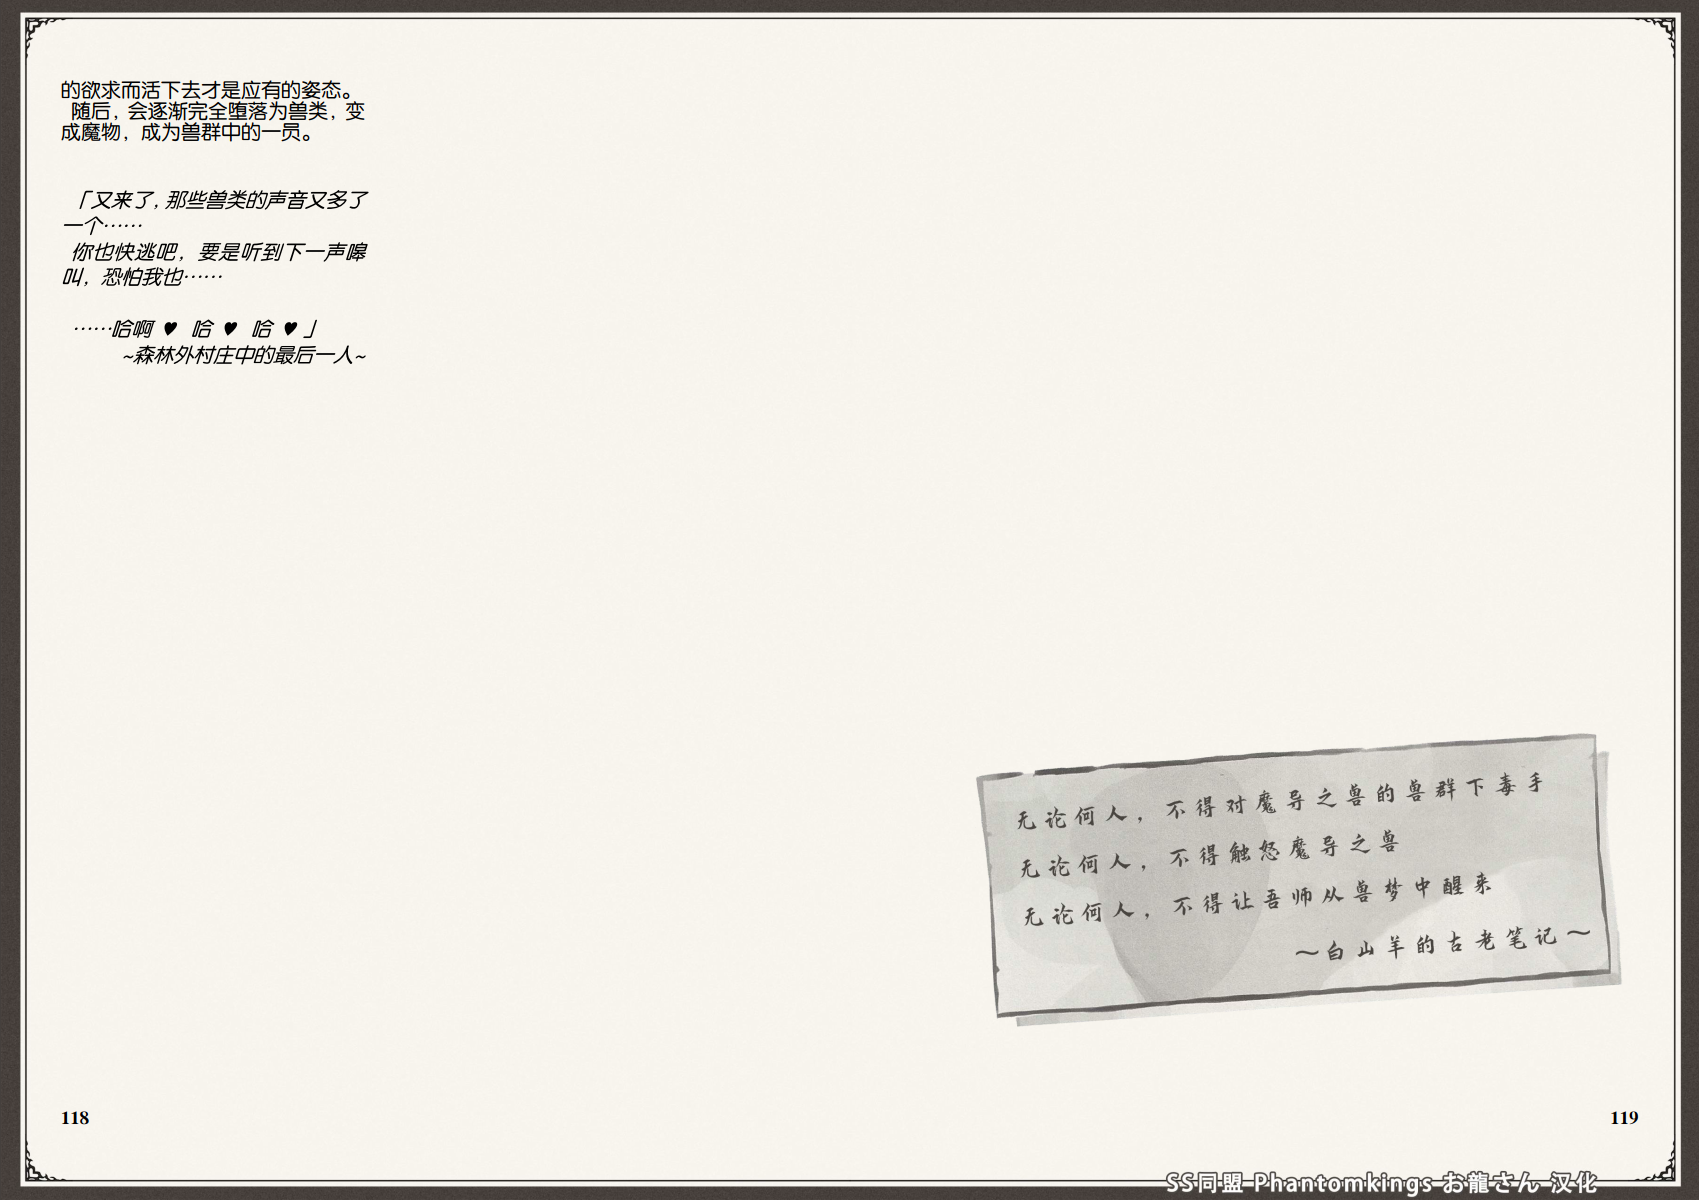 的欲求而活下去才是应有的姿态。
随后，会逐渐完全堕落为兽类，变
成魔物，成为兽群中的一员。
「又来了，那些兽类的声音又多了
一个……
你也快逃吧，要是听到下一声嗥
叫，恐怕我也……
……哈啊 ♥ 哈 ♥ 哈 ♥」
~森林外村庄中的最后一人~
无论何人，不得对魔导之兽的兽群下毒手
无论何人，不得触怒魔导之兽
无论何人，不得让吾师从兽梦中醒来
～白山羊的古老笔记～
118
119
SS同盟 Phantomkings お龍さん 汉化